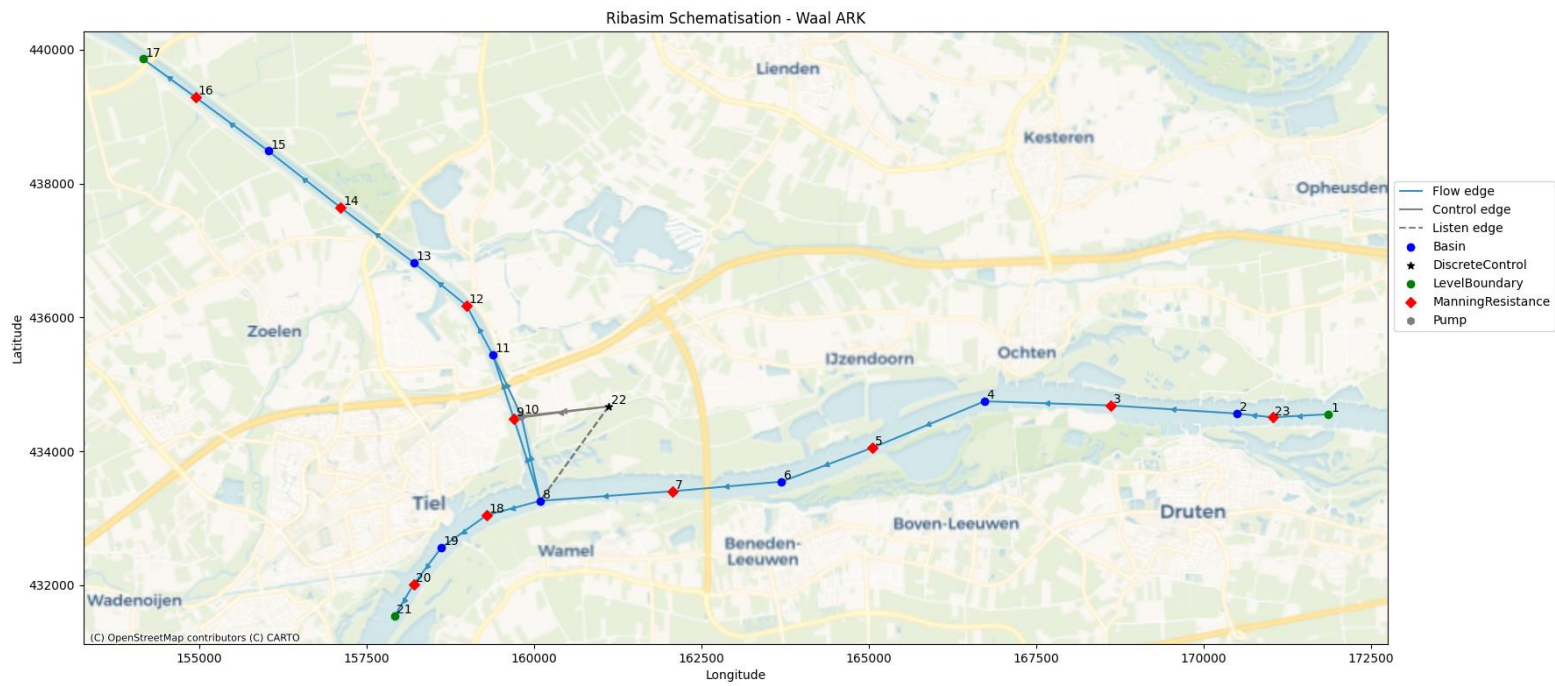 Ribasim Schematisation - Waal ARK
440000
438000
436000
434000
432000
Latitude
17
16
15
14
13
12
11
9
10
22
8
18
19
20
21
7
6
5
4
3
2
23
1
Lienden
Kesteren
Opheusden
Zoelen
IJzendoorn
Ochten
Tiel
Wamel
Beneden-
Leeuwen
Boven-Leeuwen
Druten
Wadenoijen
(C) OpenStreetMap contributors (C) CARTO
155000
157500
160000
162500
165000
167500
170000
172500
Longitude
Flow edge
Control edge
Listen edge
Basin
DiscreteControl
LevelBoundary
ManningResistance
Pump